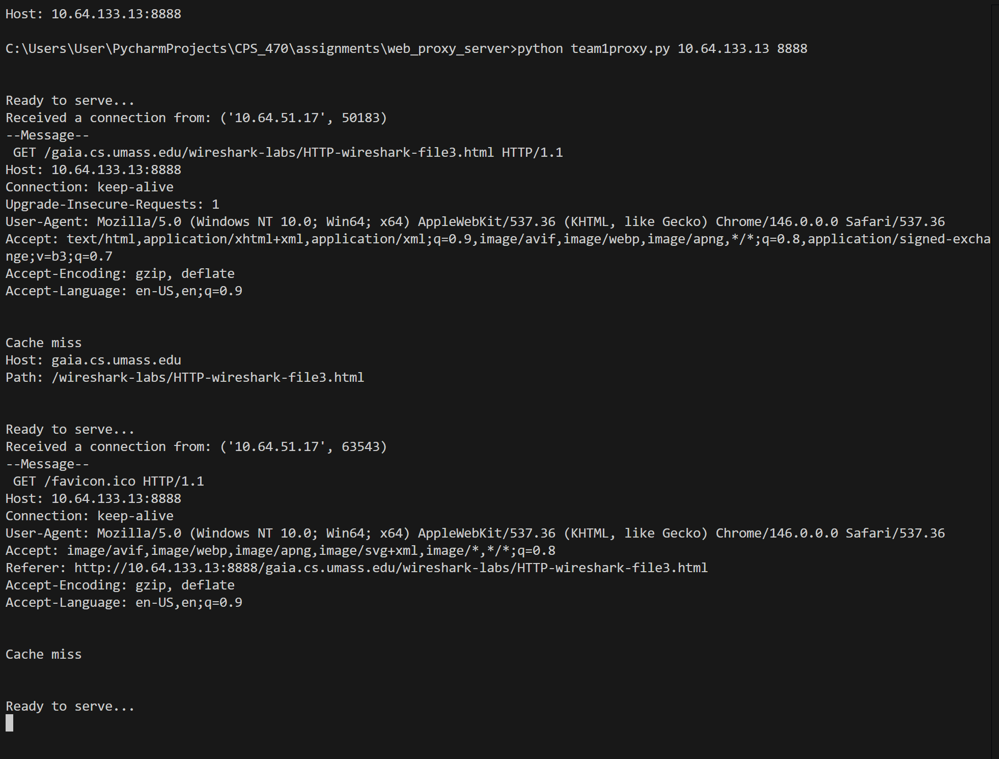 Host: 10.64.133.13:8888
C:\Users\User\PycharmProjects\CPS_470\assignments\web_proxy_server>python team1proxy.py 10.64.133.13 8888
Ready to serve...
Received a connection from: ('10.64.51.17', 50183)
--Message--
 GET /gaia.cs.umass.edu/wireshark-labs/HTTP-wireshark-file3.html HTTP/1.1
Host: 10.64.133.13:8888
Connection: keep-alive
Upgrade-Insecure-Requests: 1
User-Agent: Mozilla/5.0 (Windows NT 10.0; Win64; x64) AppleWebKit/537.36 (KHTML, like Gecko) Chrome/146.0.0.0 Safari/537.36
Accept: text/html,application/xhtml+xml,application/xml;q=0.9,image/avif,image/webp,image/apng,*/*;q=0.8,application/signed-excha
nge;v=b3;q=0.7
Accept-Encoding: gzip, deflate
Accept-Language: en-US,en;q=0.9
Cache miss
Host: gaia.cs.umass.edu
Path: /wireshark-labs/HTTP-wireshark-file3.html
Ready to serve...
Received a connection from: ('10.64.51.17', 63543)
--Message--
 GET /favicon.ico HTTP/1.1
Host: 10.64.133.13:8888
Connection: keep-alive
User-Agent: Mozilla/5.0 (Windows NT 10.0; Win64; x64) AppleWebKit/537.36 (KHTML, like Gecko) Chrome/146.0.0.0 Safari/537.36
Accept: image/avif,image/webp,image/apng,image/svg+xml,image/*,*/*;q=0.8
Referer: http://10.64.133.13:8888/gaia.cs.umass.edu/wireshark-labs/HTTP-wireshark-file3.html
Accept-Encoding: gzip, deflate
Accept-Language: en-US,en;q=0.9
Cache miss
Ready to serve...